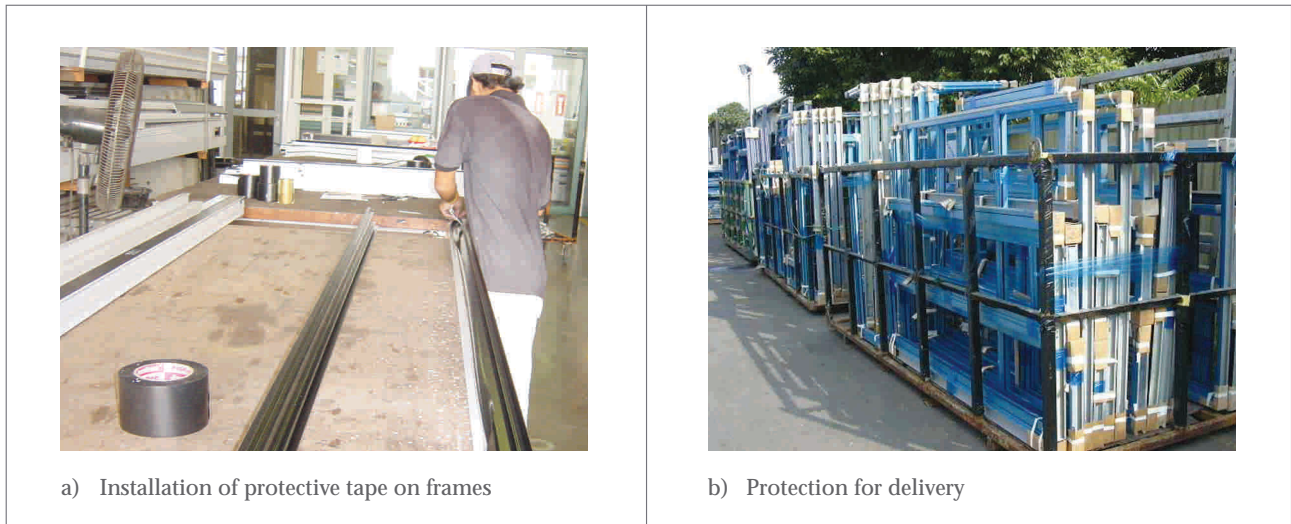 a) Installation of protective tape on frames
b) Protection for delivery